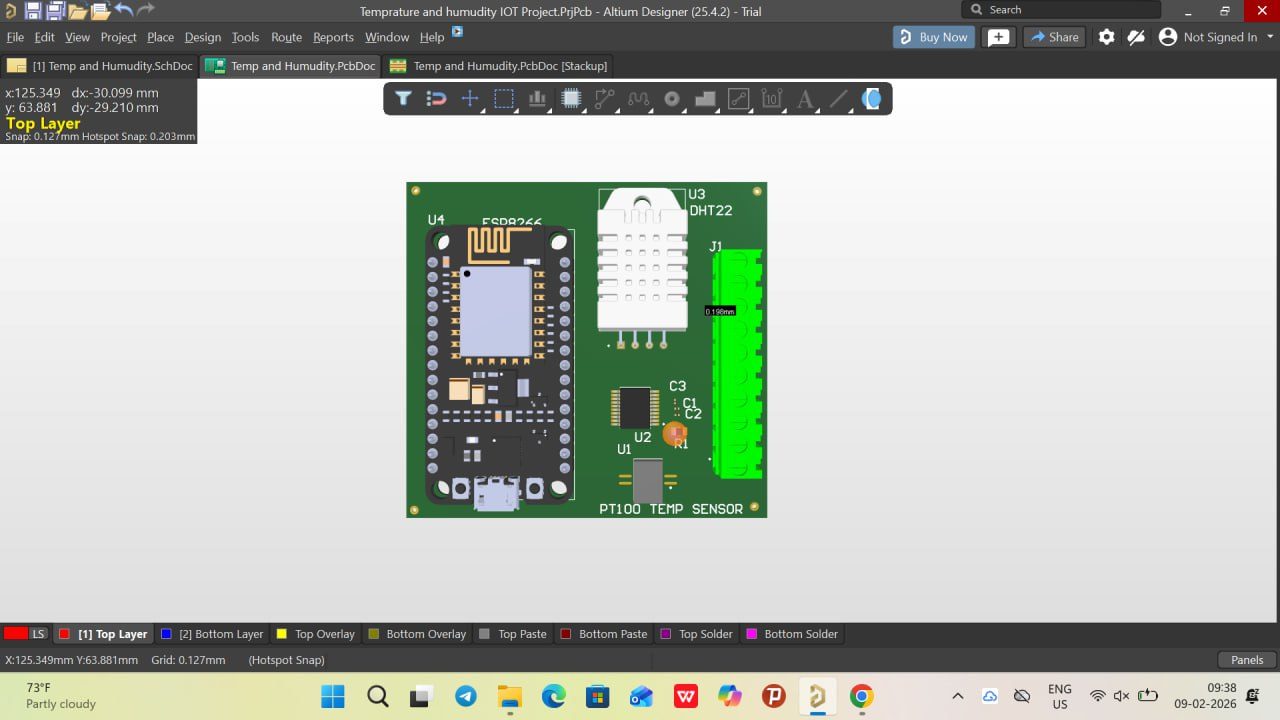 Temprature and humudity IOT Project.PrjPcb - Altium Designer (25.4.2) - Trial
Search
File Edit View Project Place Design Tools Route Reports Window Help
Buy Now
Share
Not Signed In
[1] Temp and Humudity.SchDoc
Temp and Humudity.PcbDoc
Temp and Humudity.PcbDoc [Stackup]
x:125.349 dx:-30.099 mm
y: 63.881 dy:-29.210 mm
Top Layer
Snap: 0.127mm Hotspot Snap: 0.203mm
U3
DHT22
U4
ESP8266
J1
0.198mm
C3
C1
C2
U2
R1
U1
PT100 TEMP SENSOR
LS
[1] Top Layer
[2] Bottom Layer
Top Overlay
Bottom Overlay
Top Paste
Bottom Paste
Top Solder
Bottom Solder
X:125.349mm Y:63.881mm Grid: 0.127mm (Hotspot Snap)
Panels
73°F
Partly cloudy
ENG
US
09:38
09-02-2026